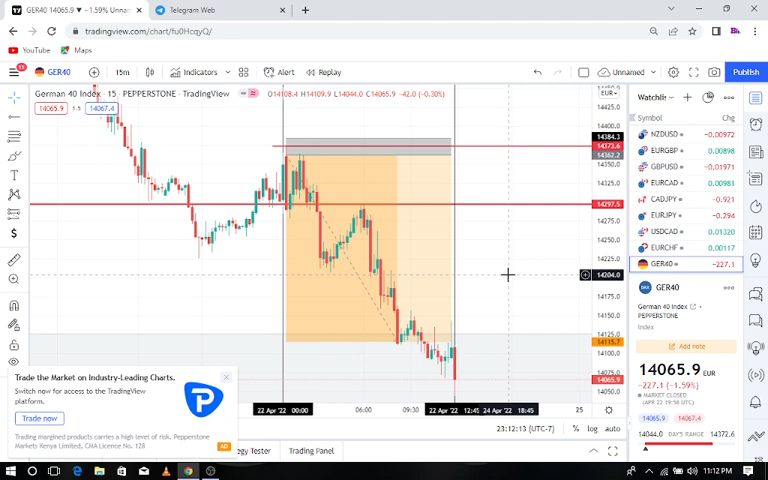 GER40 14065.9 ▼ −1.59% Unnam
Telegram Web
tradingview.com/chart/fu0HcqQy/
YouTube
Maps
GER40
15m
Indicators
Alert
Replay
Unnamed
Publish
German 40 Index · 15 · PEPPERSTONE · TradingView
O14108.4 H14109.9 L14044.0 C14065.9 −42.0 (−0.30%)
EUR
14065.9
1.5
14067.4
14425.0
14400.0
14384.3
14373.6
14362.2
14350.0
14325.0
14297.5
14275.0
14250.0
14225.0
14204.0
14175.0
14150.0
14125.0
14115.7
14100.0
14075.0
14065.9
14050.0
Watchlis
Symbol
NZDUSD −0.00972
EURGBP 0.00898
GBPUSD −0.01971
EURCAD 0.00981
CADJPY −0.921
EURJPY −0.294
USDCAD 0.01320
EURCHF 0.00117
GER40 −227.1
GER40
German 40 Index
PEPPERSTONE
Index
Add note
14065.9 EUR
−227.1 (−1.59%)
MARKET CLOSED
14065.9
14067.4
14044.0 DAY'S RANGE 14372.6
Trade the Market on Industry-Leading Charts.
Switch now for access to the TradingView
platform.
Trade now
Trading margined products carries a high level of risk. Pepperstone
Markets Kenya Limited, CMA Licence No. 128
AD
22 Apr '22 00:00
06:00
09:30
22 Apr '22 12:45
24 Apr '22 18:45
25
23:12:13 (UTC-7)
%
log
auto
gy Tester
Trading Panel
11:12 PM